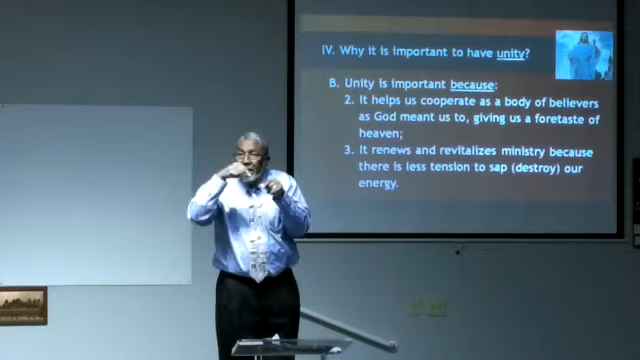 IV. Why it is important to have unity?
B. Unity is important because:
2. It helps us cooperate as a body of believers
as God meant us to, giving us a foretaste of
heaven;
3. It renews and revitalizes ministry because
there is less tension to sap (destroy) our
energy.